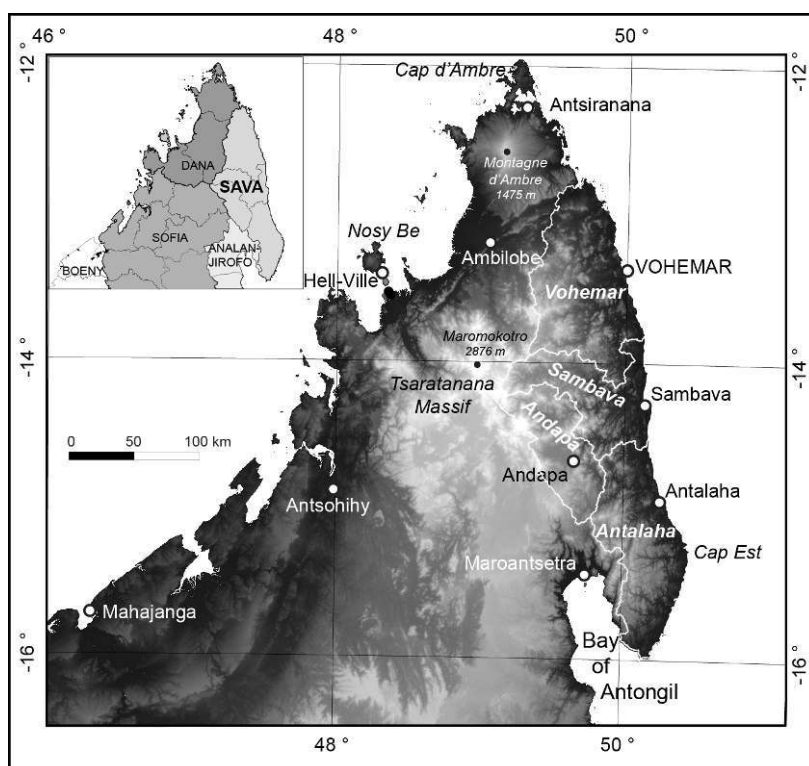 46 °
48 °
50 °
-12 °
-12 °
Cap d'Ambre
Antsiranana
DANA
SAVA
SOFIA
ANALAN-
JIROFO
BOENY
Montagne
d'Ambre
1475 m
Nosy Be
Ambilobe
Hell-Ville
VOHEMAR
Vohemar
Maromokotro
2876 m
-14 °
-14 °
Tsaratanana
Massif
Sambava
Sambava
Andapa
0 50 100 km
Andapa
Antsohihy
Antalaha
Antalaha
Cap Est
Maroantsetra
Mahajanga
Bay
of
Antongil
-16 °
-16 °
48 °
50 °